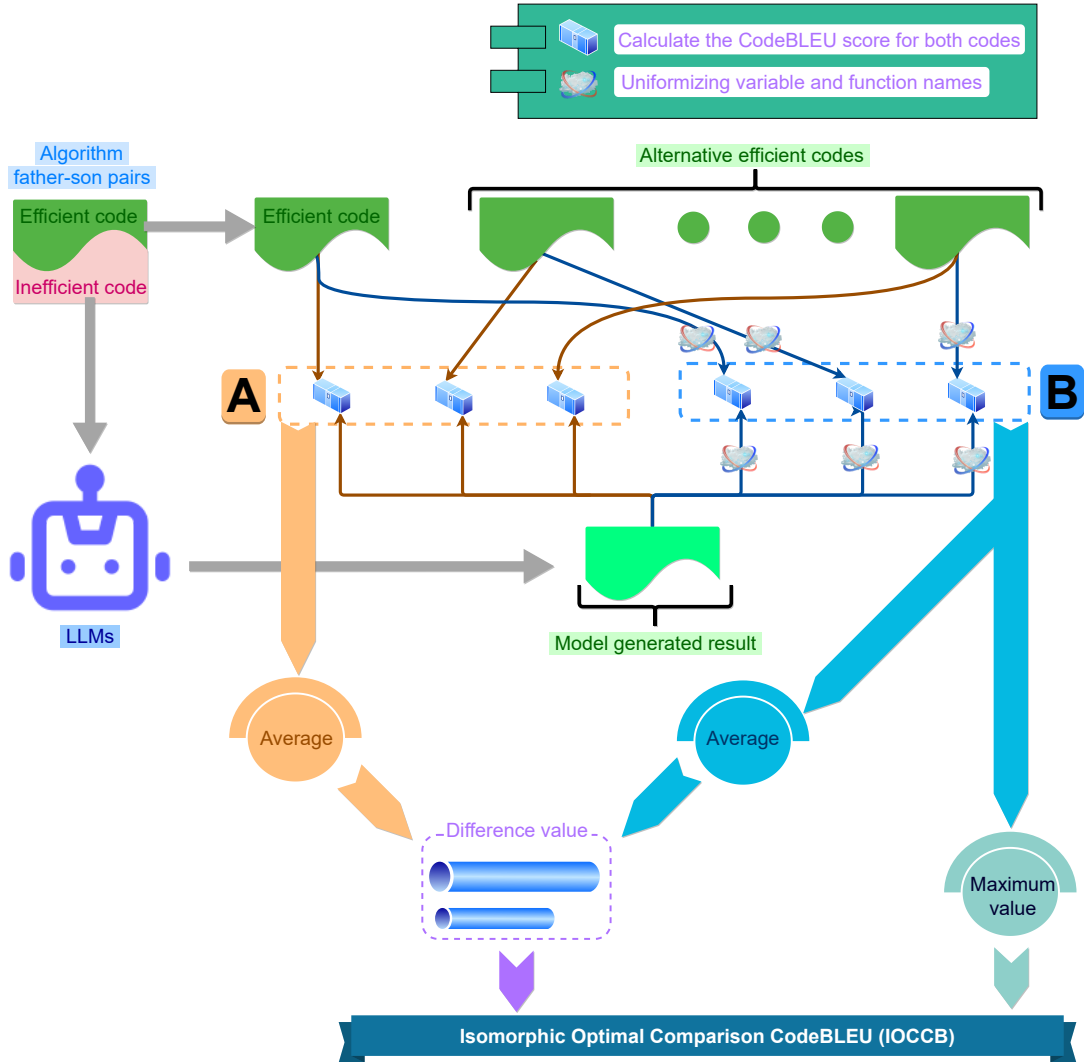 Calculate the CodeBLEU score for both codes
Uniformizing variable and function names
Algorithm
father-son pairs
Alternative efficient codes
Efficient code
Efficient code
Inefficient code
A
B
LLMs
Model generated result
Average
Average
Difference value
Maximum
value
Isomorphic Optimal Comparison CodeBLEU (IOCCB)